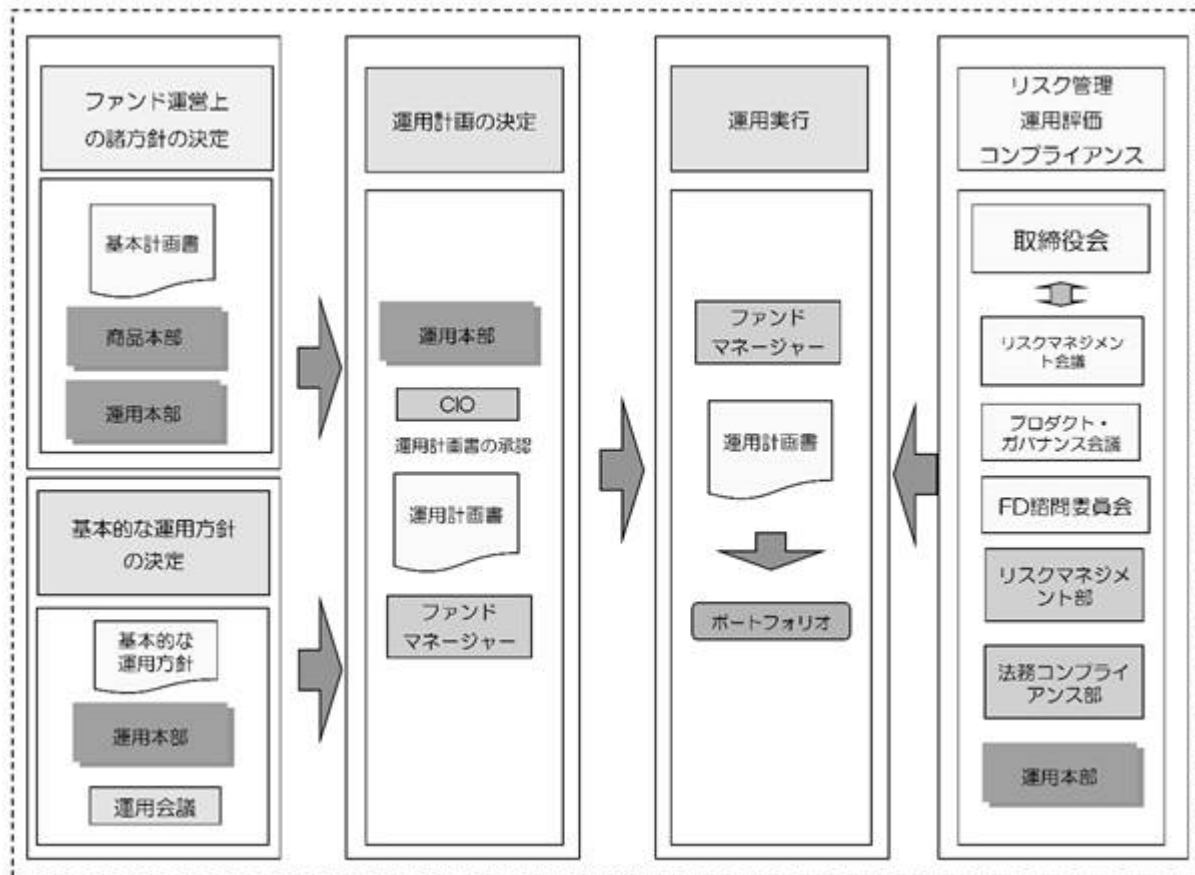 ファンド運営上
の諸方針の決定
基本計画書
商品本部
運用本部
基本的な運用方針
の決定
基本的な
運用方針
運用本部
運用会議
運用計画の決定
運用本部
CIO
運用計画書の承認
運用計画書
ファンド
マネージャー
運用実行
ファンド
マネージャー
運用計画書
ポートフォリオ
リスク管理
運用評価
コンプライアンス
取締役会
リスクマネジメン
ト会議
プロダクト・
ガバナンス会議
FD諮問委員会
リスクマネジメ
ント部
法務コンプライ
アンス部
運用本部